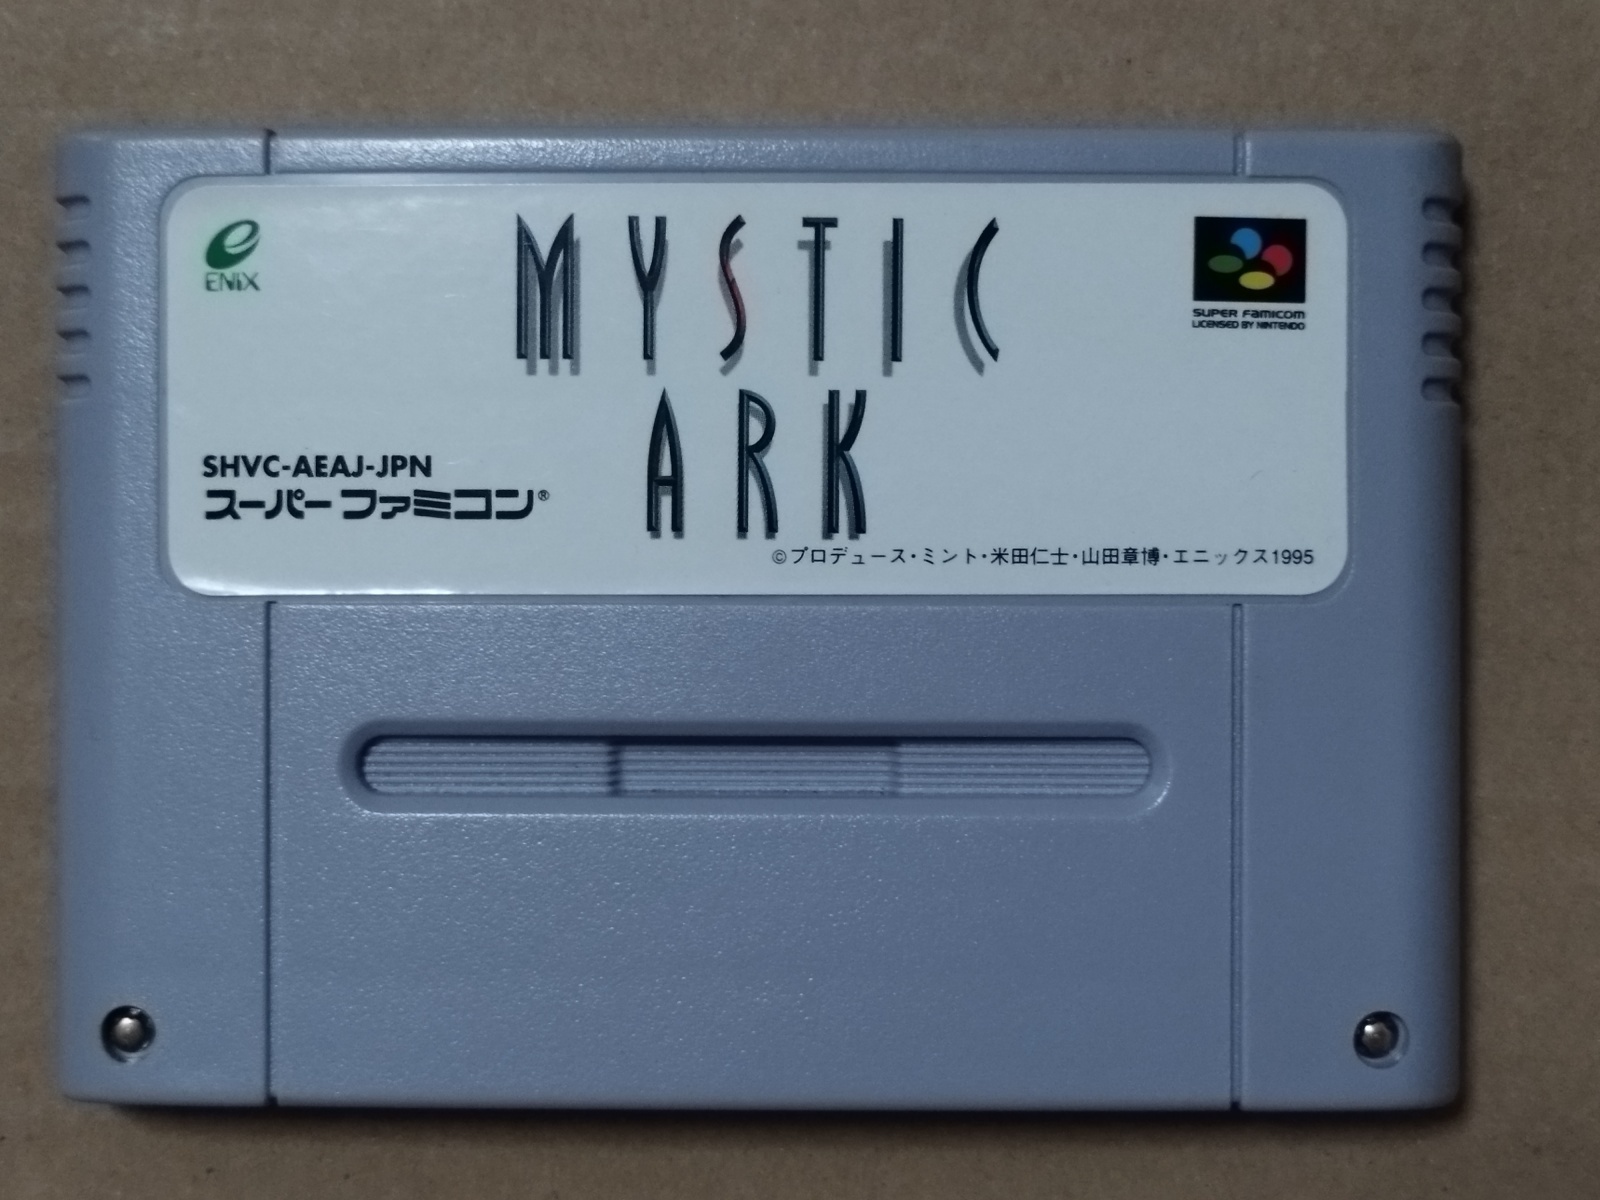 ENIX
MYSTIC
ARK
SUPER FAMICOM
LICENSED BY NINTENDO
SHVC-AEAJ-JPN
スーパーファミコン®
©プロデュース・ミント・米田仁士・山田章博・エニックス1995